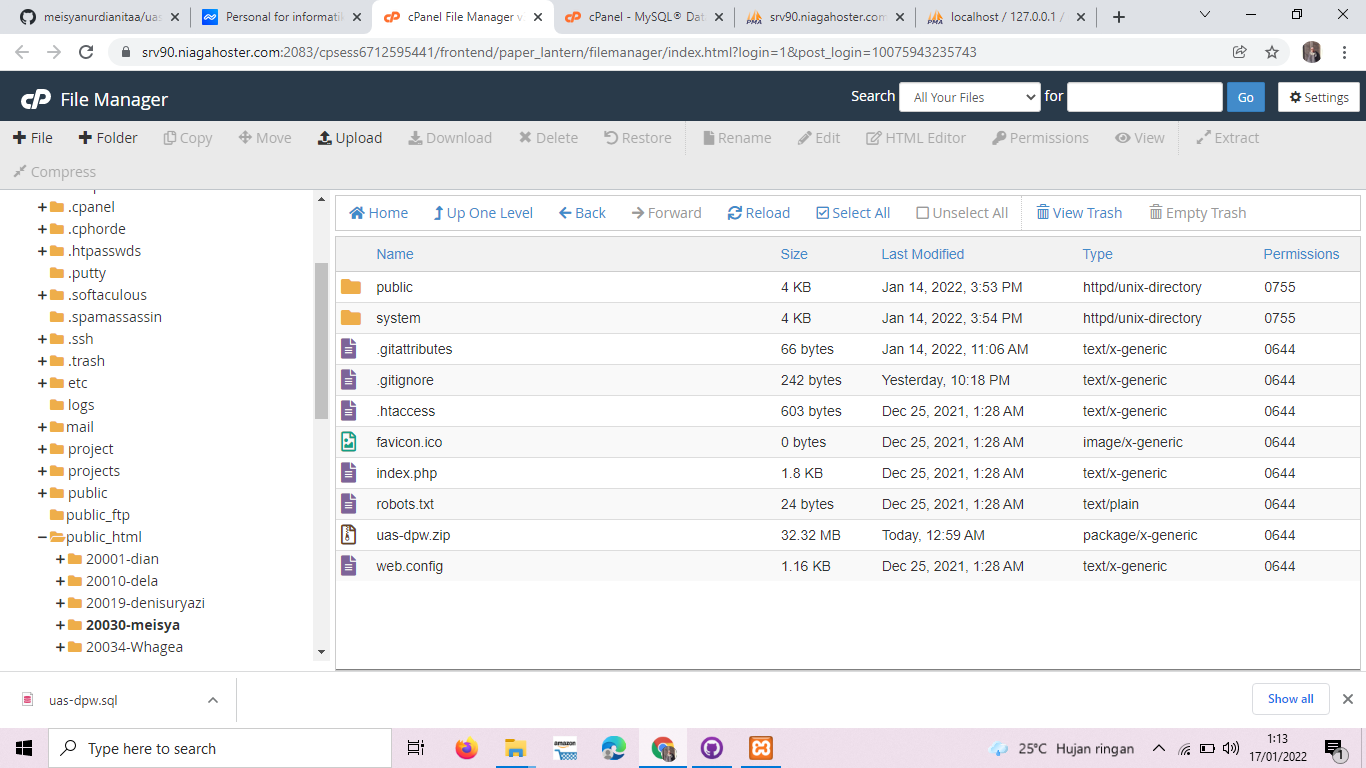 meisyanurdianitaa/uas
Personal for informatik
cPanel File Manager v
cPanel - MySQL® Dat
srv90.niagahoster.com
localhost / 127.0.0.1 /
srv90.niagahoster.com:2083/cpsess6712595441/frontend/paper_lantern/filemanager/index.html?login=1&post_login=10075943235743
cP File Manager
Search All Your Files for Go Settings
File Folder Copy Move Upload Download Delete Restore Rename Edit HTML Editor Permissions View Extract
Compress
.cpanel
.cphorde
.htpasswds
.putty
.softaculous
.spamassassin
.ssh
.trash
etc
logs
mail
project
projects
public
public_ftp
public_html
20001-dian
20010-dela
20019-denisuryazi
20030-meisya
20034-Whagea
Home Up One Level Back Forward Reload Select All Unselect All View Trash Empty Trash
Name Size Last Modified Type Permissions
public 4 KB Jan 14, 2022, 3:53 PM httpd/unix-directory 0755
system 4 KB Jan 14, 2022, 3:54 PM httpd/unix-directory 0755
.gitattributes 66 bytes Jan 14, 2022, 11:06 AM text/x-generic 0644
.gitignore 242 bytes Yesterday, 10:18 PM text/x-generic 0644
.htaccess 603 bytes Dec 25, 2021, 1:28 AM text/x-generic 0644
favicon.ico 0 bytes Dec 25, 2021, 1:28 AM image/x-generic 0644
index.php 1.8 KB Dec 25, 2021, 1:28 AM text/x-generic 0644
robots.txt 24 bytes Dec 25, 2021, 1:28 AM text/plain 0644
uas-dpw.zip 32.32 MB Today, 12:59 AM package/x-generic 0644
web.config 1.16 KB Dec 25, 2021, 1:28 AM text/x-generic 0644
uas-dpw.sql
Show all
Type here to search
amazon
25°C Hujan ringan
1:13
17/01/2022
1